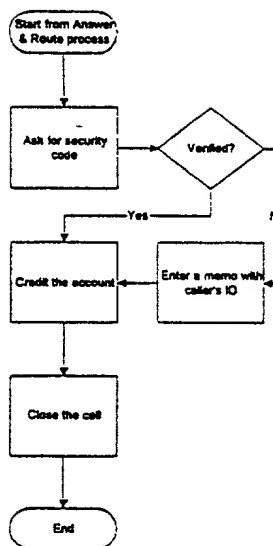 Start from Answer
& Route process
Ask for security
code
Verified?
Yes
Credit the account
Enter a memo with
caller's ID
Close the call
End